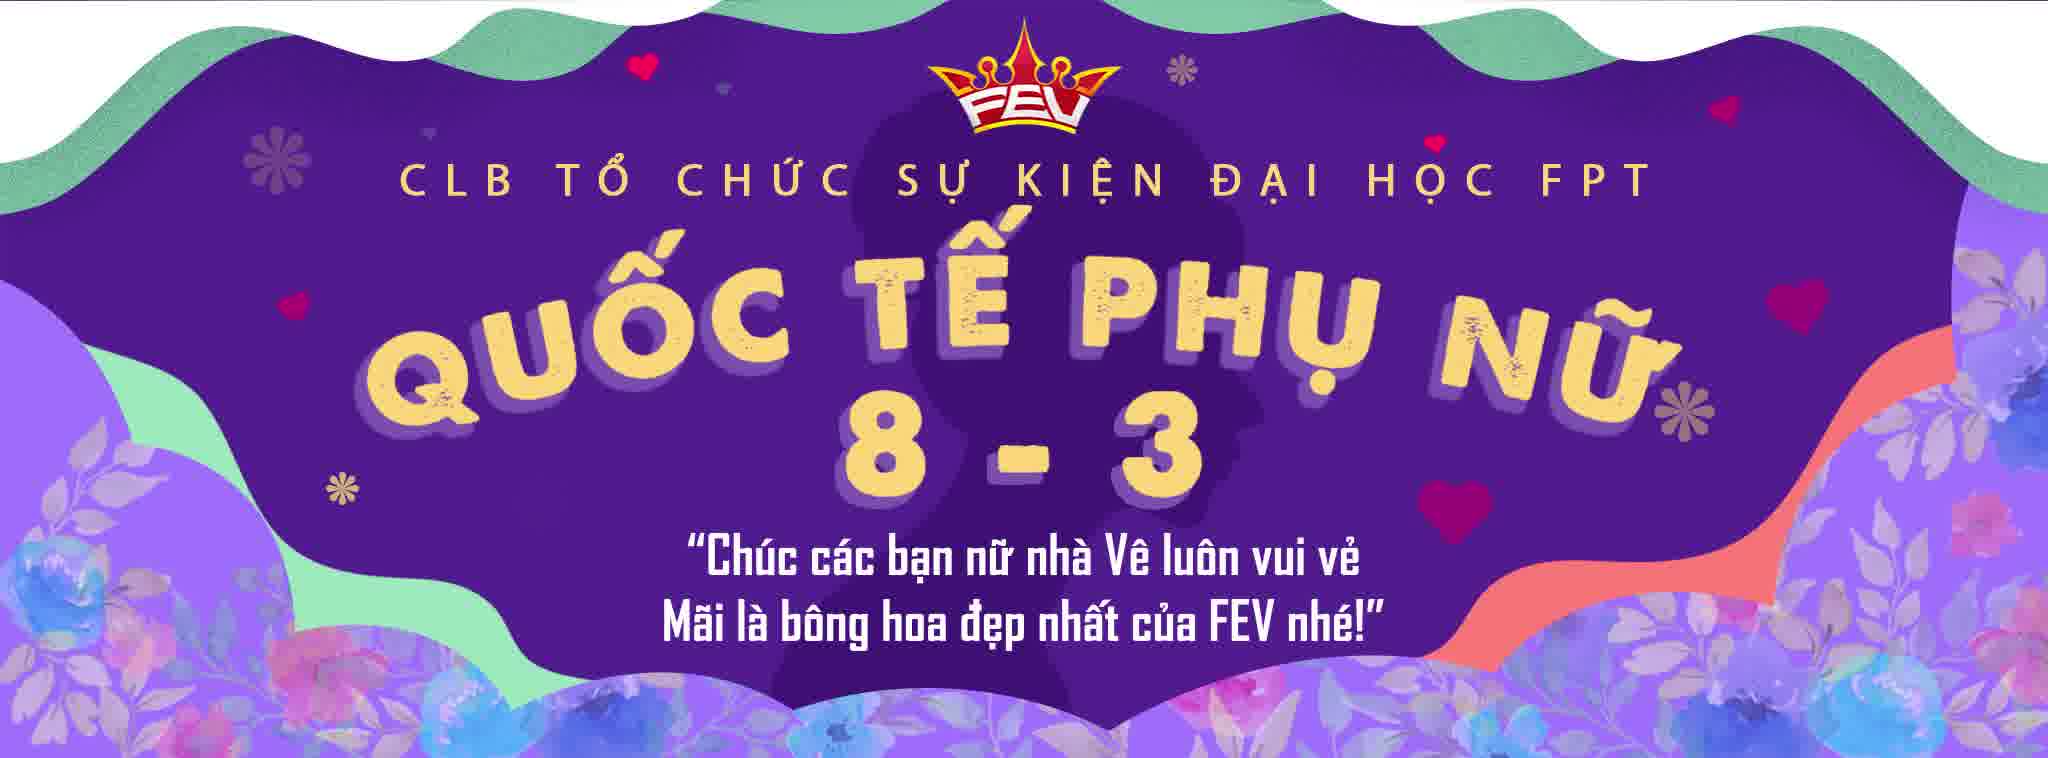 FEV
CLB TỔ CHỨC SỰ KIỆN ĐẠI HỌC FPT
QUỐC TẾ PHỤ NỮ
8 - 3
“Chúc các bạn nữ nhà Vê luôn vui vẻ
Mãi là bông hoa đẹp nhất của FEV nhé!”